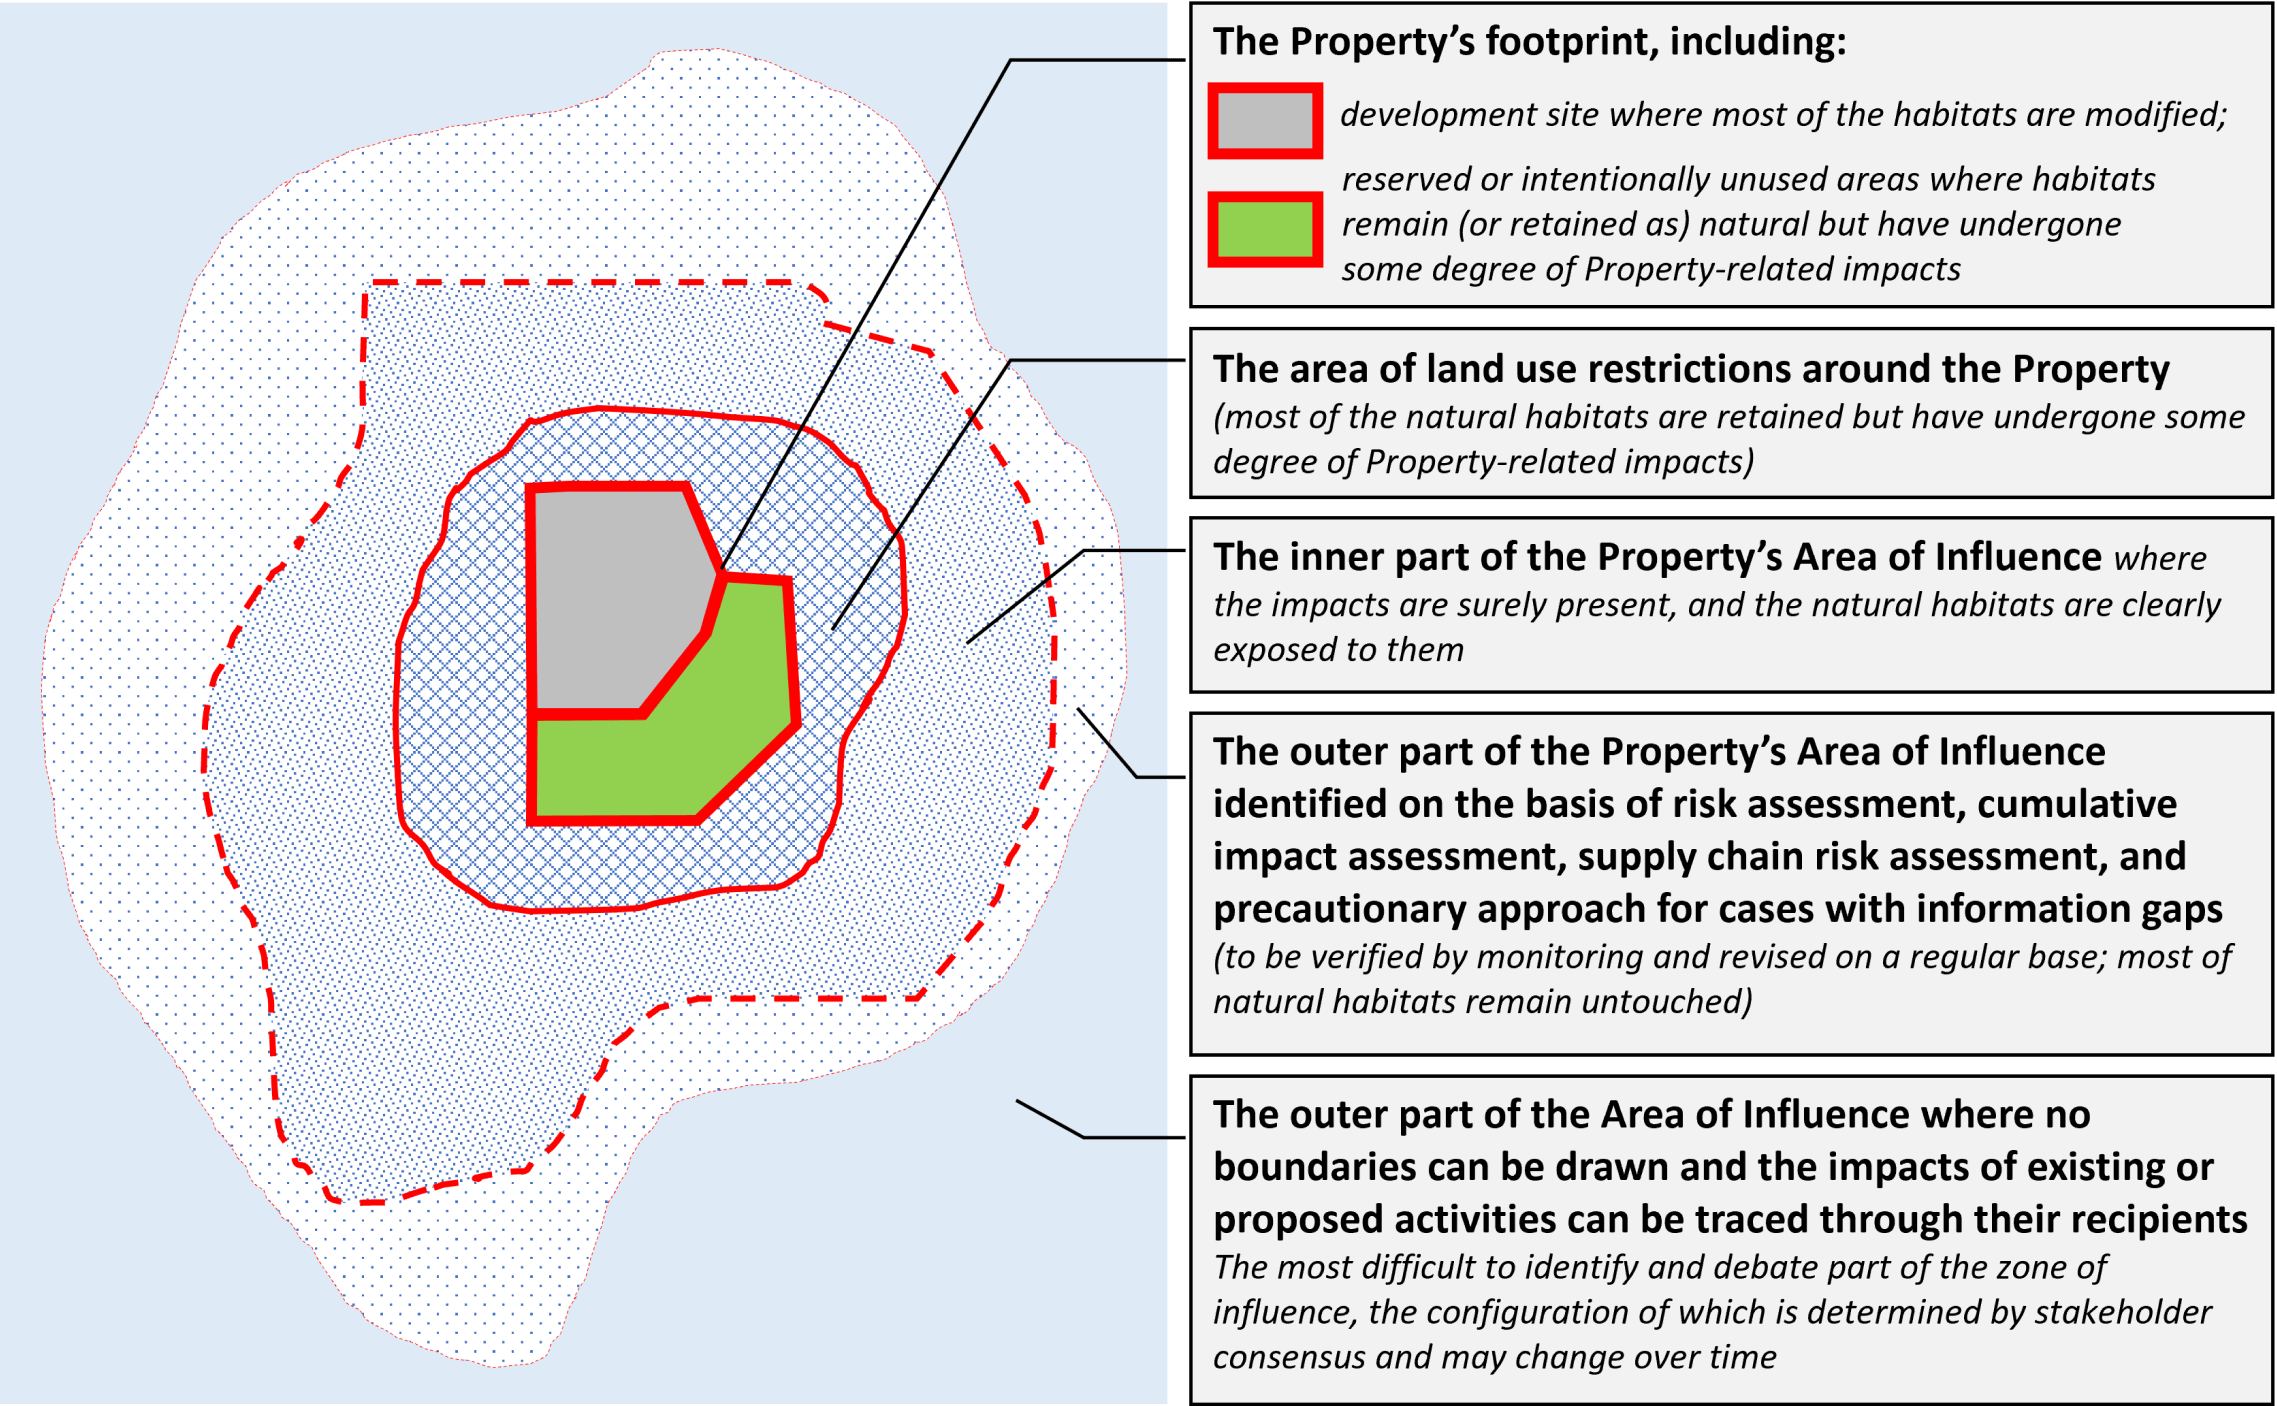 The Property’s footprint, including:
development site where most of the habitats are modified;
reserved or intentionally unused areas where habitats
remain (or retained as) natural but have undergone
some degree of Property-related impacts
The area of land use restrictions around the Property
(most of the natural habitats are retained but have undergone some
degree of Property-related impacts)
The inner part of the Property’s Area of Influence where
the impacts are surely present, and the natural habitats are clearly
exposed to them
The outer part of the Property’s Area of Influence
identified on the basis of risk assessment, cumulative
impact assessment, supply chain risk assessment, and
precautionary approach for cases with information gaps
(to be verified by monitoring and revised on a regular base; most of
natural habitats remain untouched)
The outer part of the Area of Influence where no
boundaries can be drawn and the impacts of existing or
proposed activities can be traced through their recipients
The most difficult to identify and debate part of the zone of
influence, the configuration of which is determined by stakeholder
consensus and may change over time